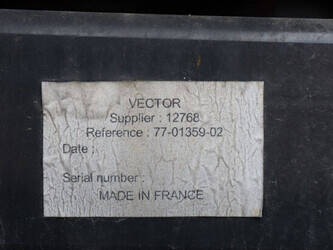 VECTOR
Supplier : 12768
Reference : 77-01359-02
Date :
Serial number :
MADE IN FRANCE